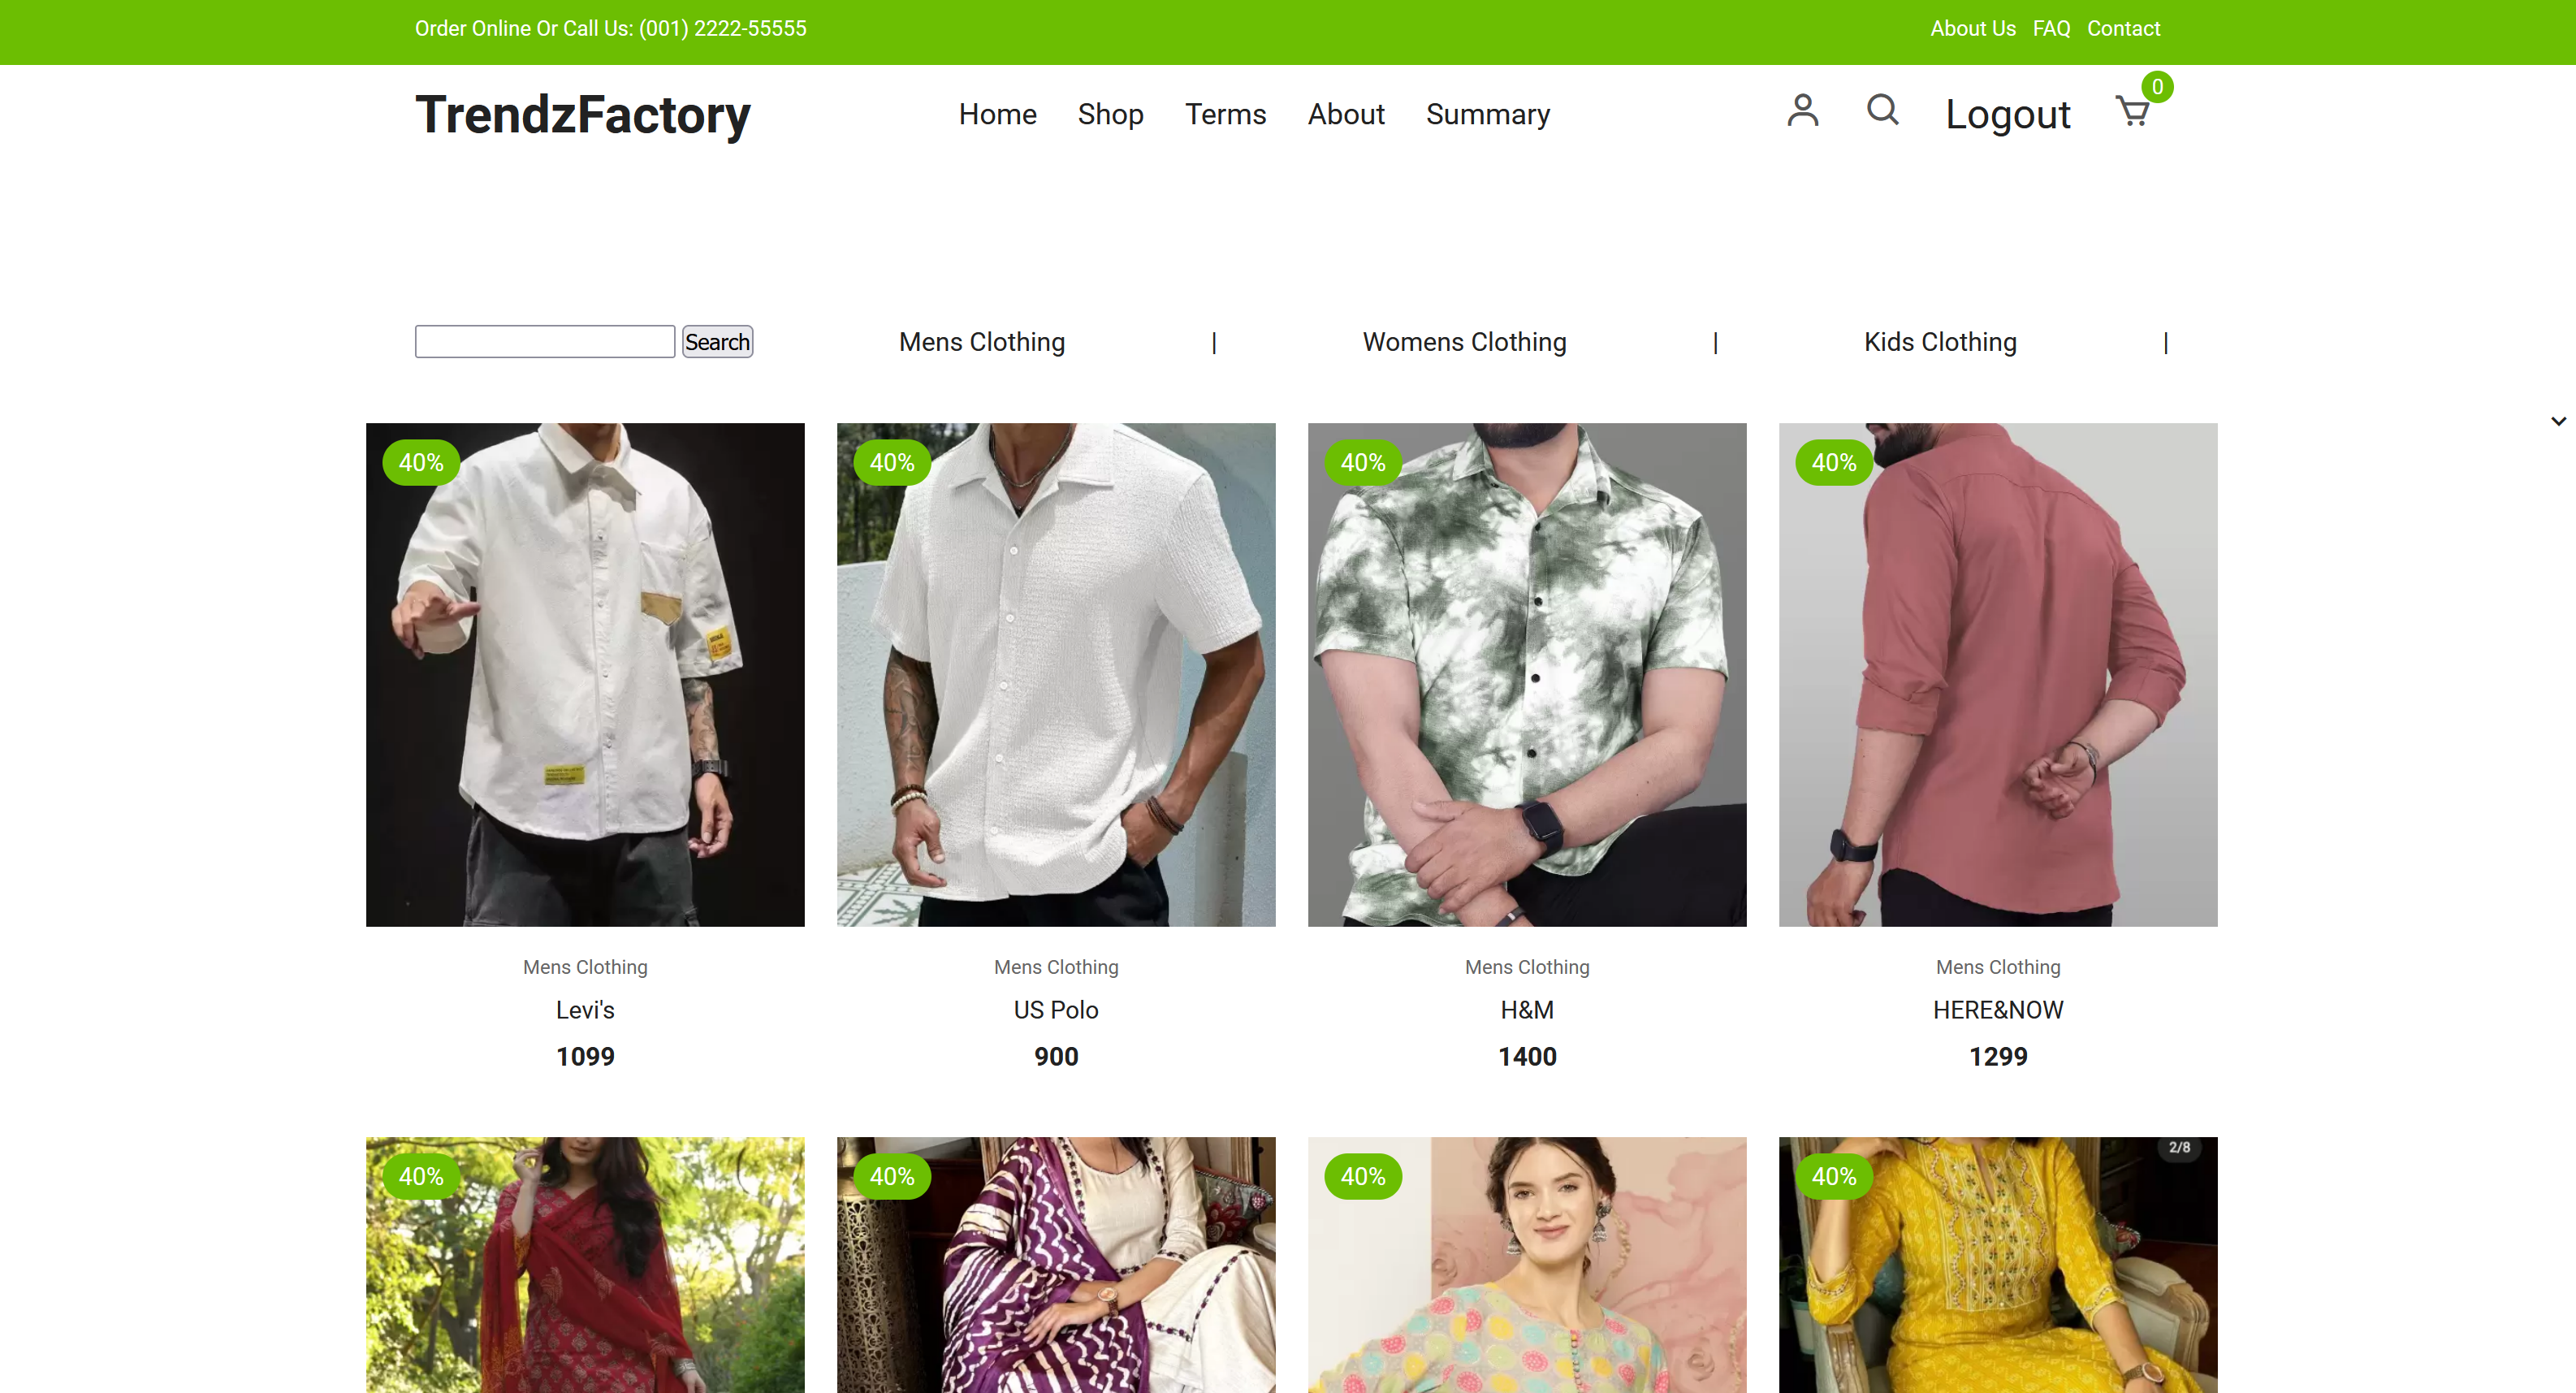 Order Online Or Call Us: (001) 2222-55555
About Us FAQ Contact
TrendzFactory
Home Shop Terms About Summary
Logout
0
Search
Mens Clothing |
Womens Clothing |
Kids Clothing |
40%
40%
40%
40%
Mens Clothing
Levi's
1099
Mens Clothing
US Polo
900
Mens Clothing
H&M
1400
Mens Clothing
HERE&NOW
1299
40%
40%
40%
40%
2/8